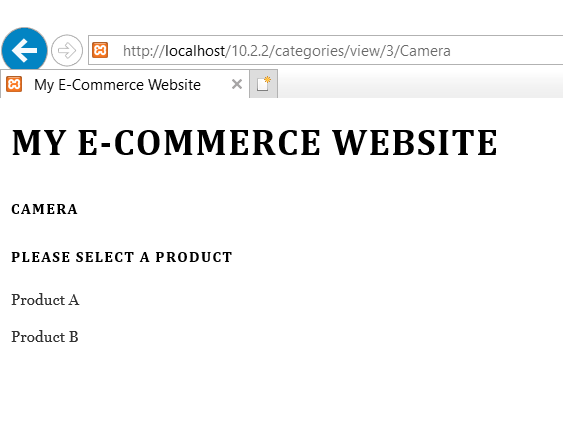 http://localhost/10.2.2/categories/view/3/Camera
My E-Commerce Website
MY E-COMMERCE WEBSITE
CAMERA
PLEASE SELECT A PRODUCT
Product A
Product B